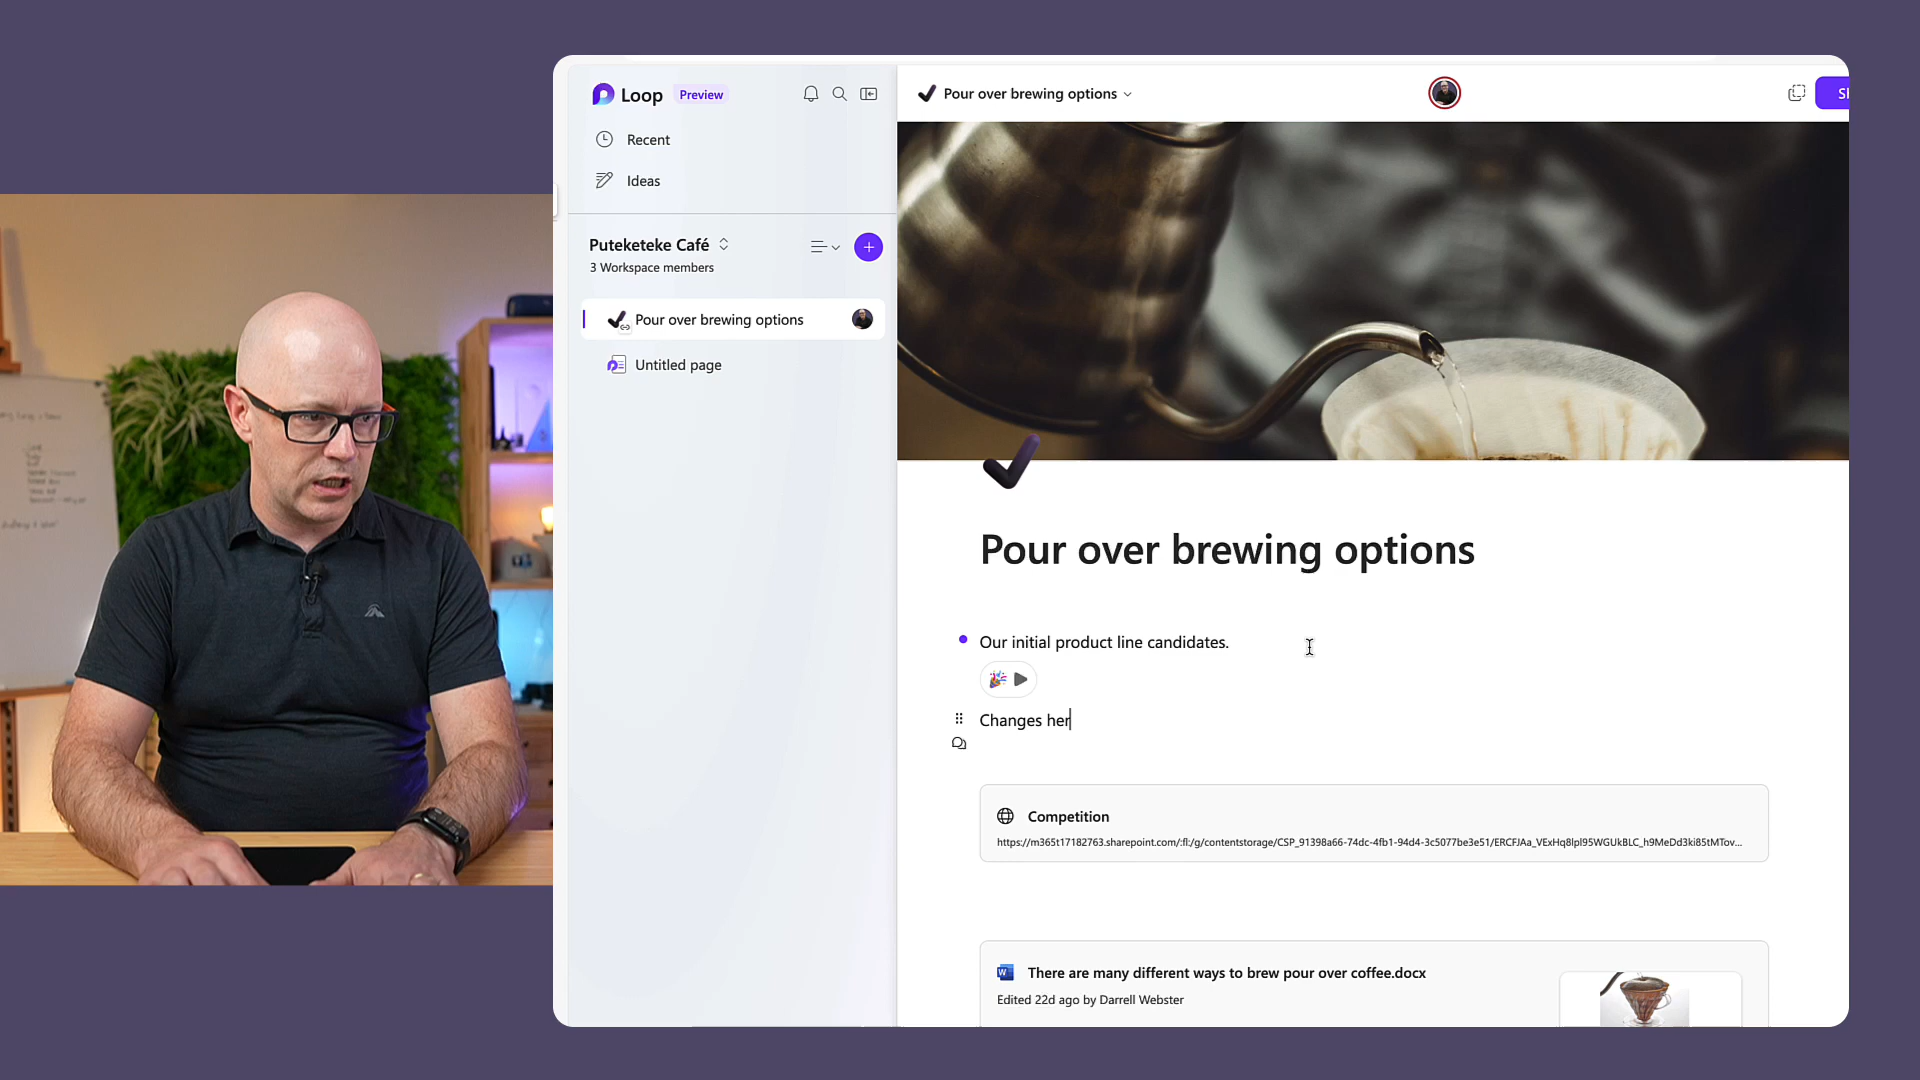 Loop Preview
Recent
Ideas
Puteketeke Café
3 Workspace members
Pour over brewing options
Untitled page
Pour over brewing options
Pour over brewing options
Our initial product line candidates.
Changes her
Competition
https://m365t17182763.sharepoint.com/:fl:/g/contentstorage/CSP_91398a66-74dc-4fb1-94d4-3c5077be3e51/ERCFJAa_VExHq8lpl95WGUkBLC_h9MeDd3ki85tMTov...
There are many different ways to brew pour over coffee.docx
Edited 22d ago by Darrell Webster